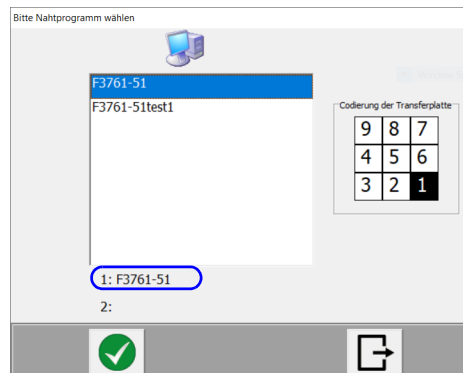 Bitte Nahtprogramm wählen
F3761-51
F3761-51test1
Codierung der Transferplatte
9 8 7
4 5 6
3 2 1
1: F3761-51
2: